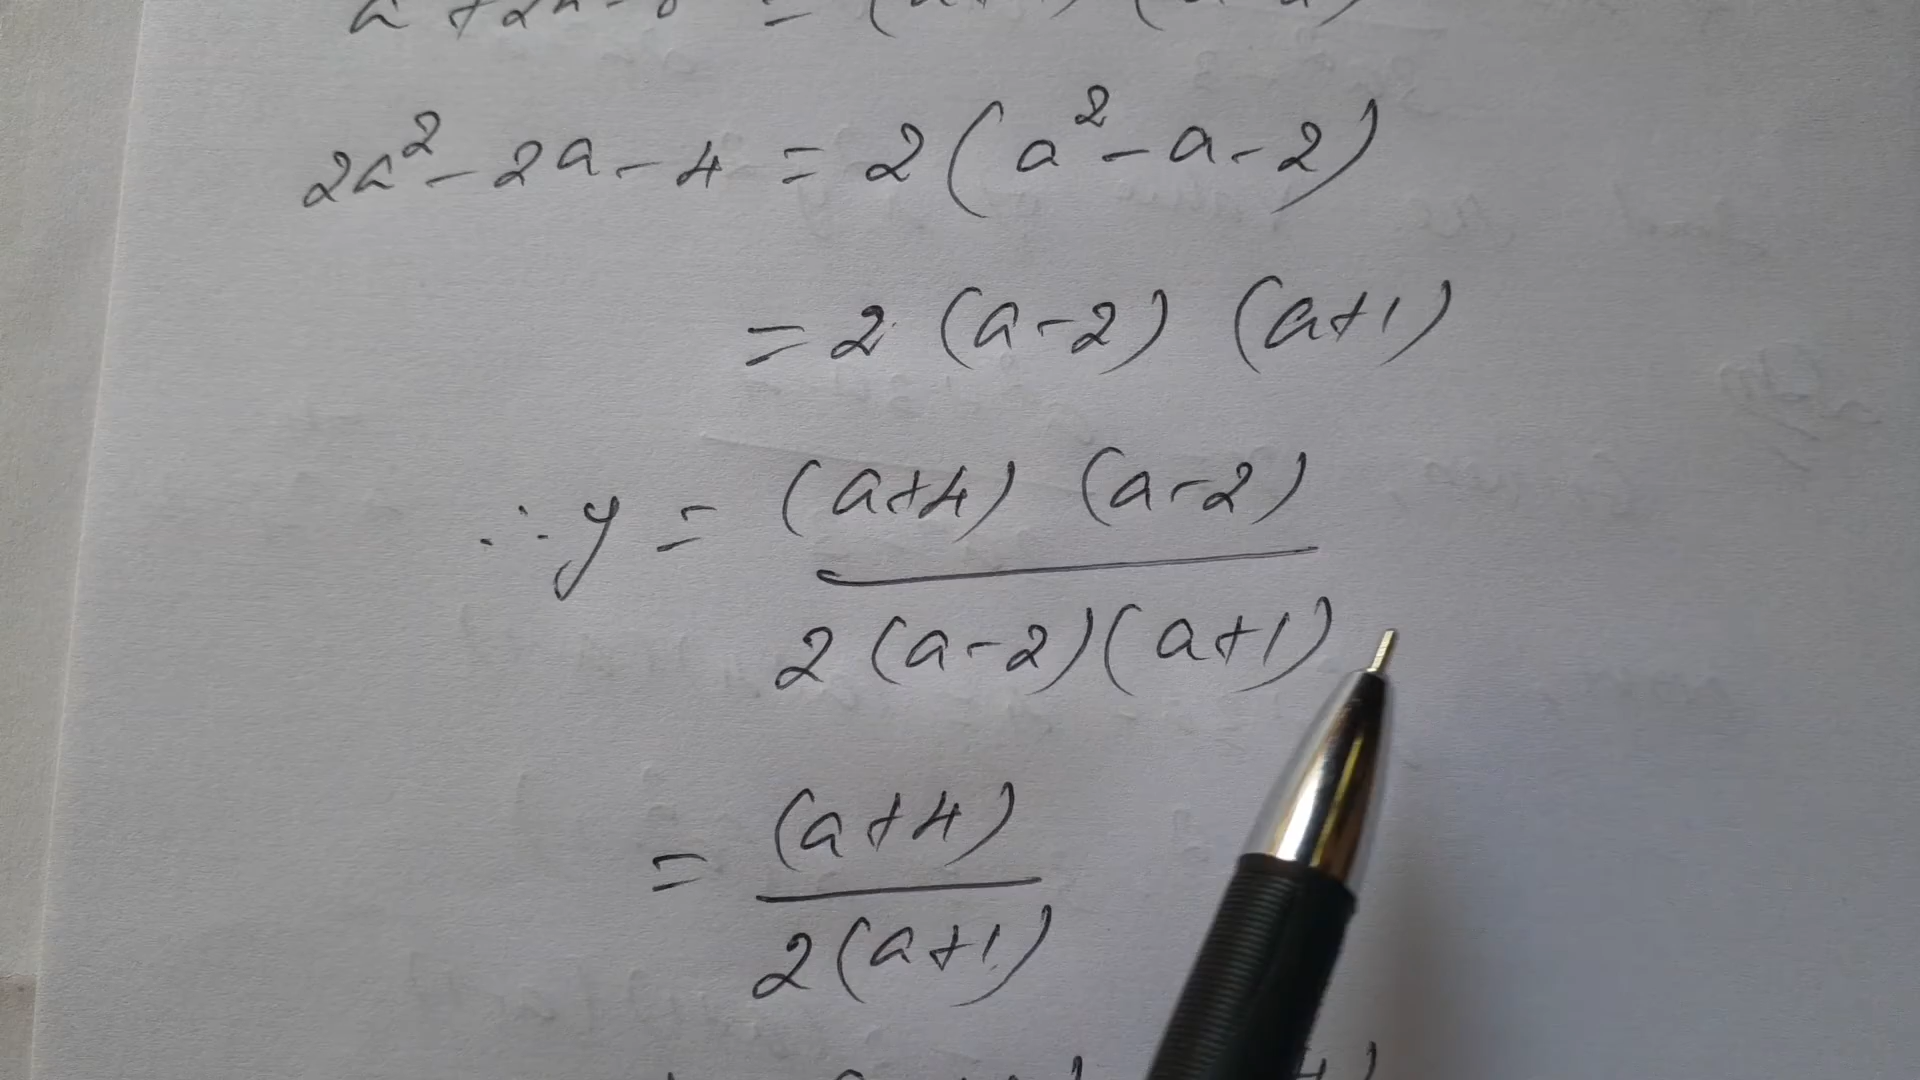 2a² - 2a - 4 = 2(a² - a - 2)
= 2(a-2) (a+1)
∴ y = (a+4) (a-2) / 2(a-2)(a+1)
= (a+4) / 2(a+1)